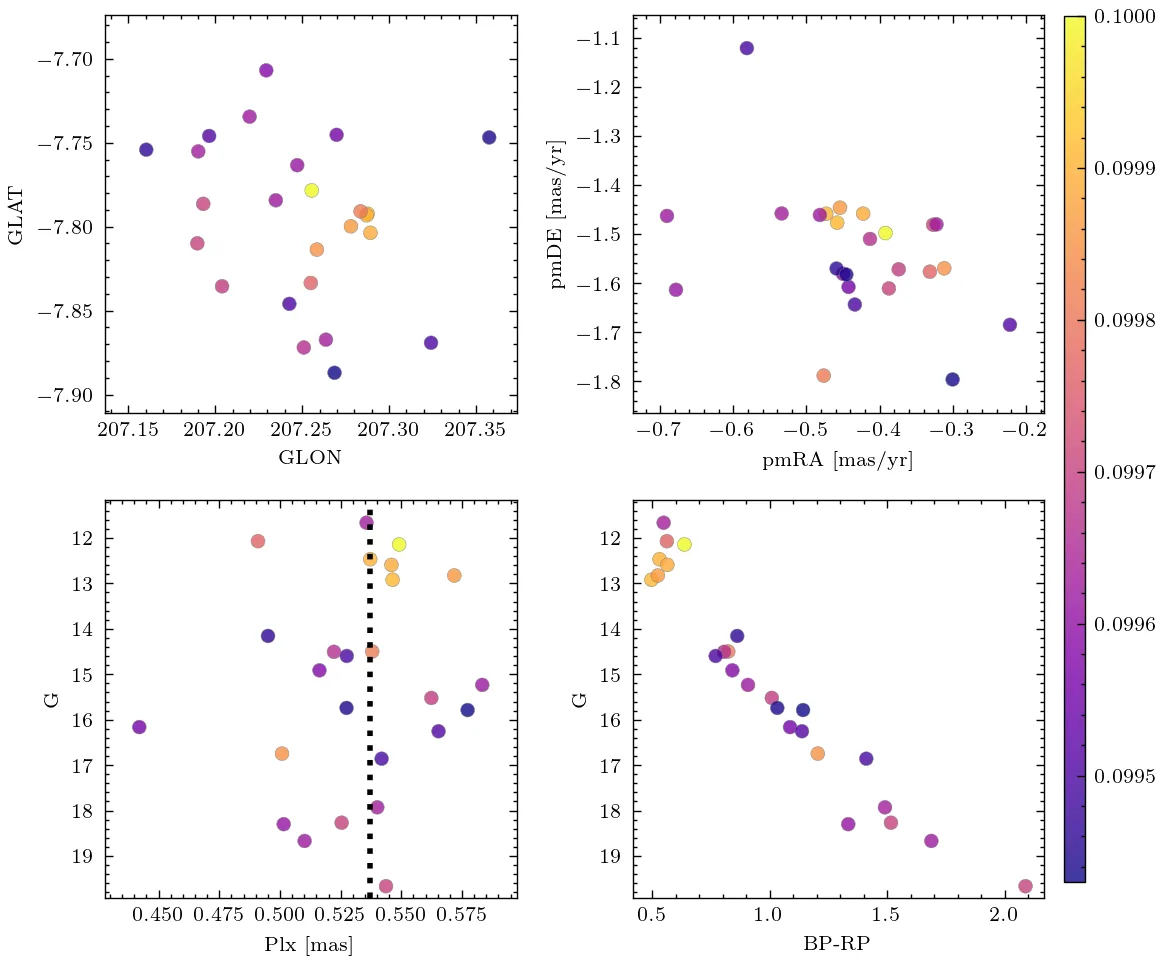 −7.70
−7.75
−7.80
−7.85
−7.90
GLAT
207.15 207.20 207.25 207.30 207.35
GLON
−1.1
−1.2
−1.3
−1.4
−1.5
−1.6
−1.7
−1.8
pmDE [mas/yr]
−0.7 −0.6 −0.5 −0.4 −0.3 −0.2
pmRA [mas/yr]
12
13
14
15
16
17
18
19
G
0.450 0.475 0.500 0.525 0.550 0.575
Plx [mas]
12
13
14
15
16
17
18
19
G
0.5 1.0 1.5 2.0
BP-RP
0.1000
0.0999
0.0998
0.0997
0.0996
0.0995